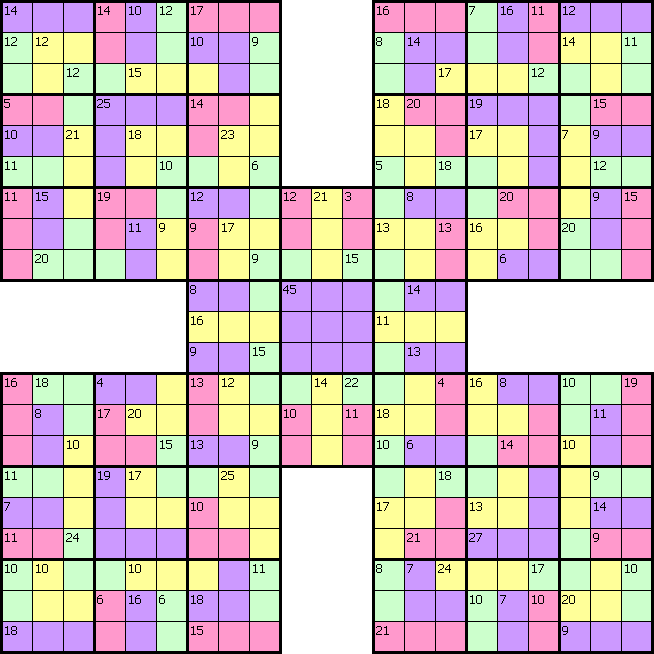 14 14 10 12 17 16 7 16 11 12
12 12 10 9 8 14 14 11
12 15 17 12
5 25 14 18 20 19 15
10 21 18 23 17 7 9
11 10 6 5 18 12
11 15 19 12 12 21 3 8 20 9 15
11 9 9 17 13 13 16 20
20 9 15 6
8 45 14
16 11
9 15 13
16 18 4 13 12 14 22 4 16 8 10 19
8 17 20 10 11 18 11
10 15 13 9 10 6 14 10
11 19 17 25 18 9
7 10 17 13 14
11 24 21 27 9
10 10 10 11 8 7 24 17 10
6 16 6 18 10 7 10 20
18 15 21 9